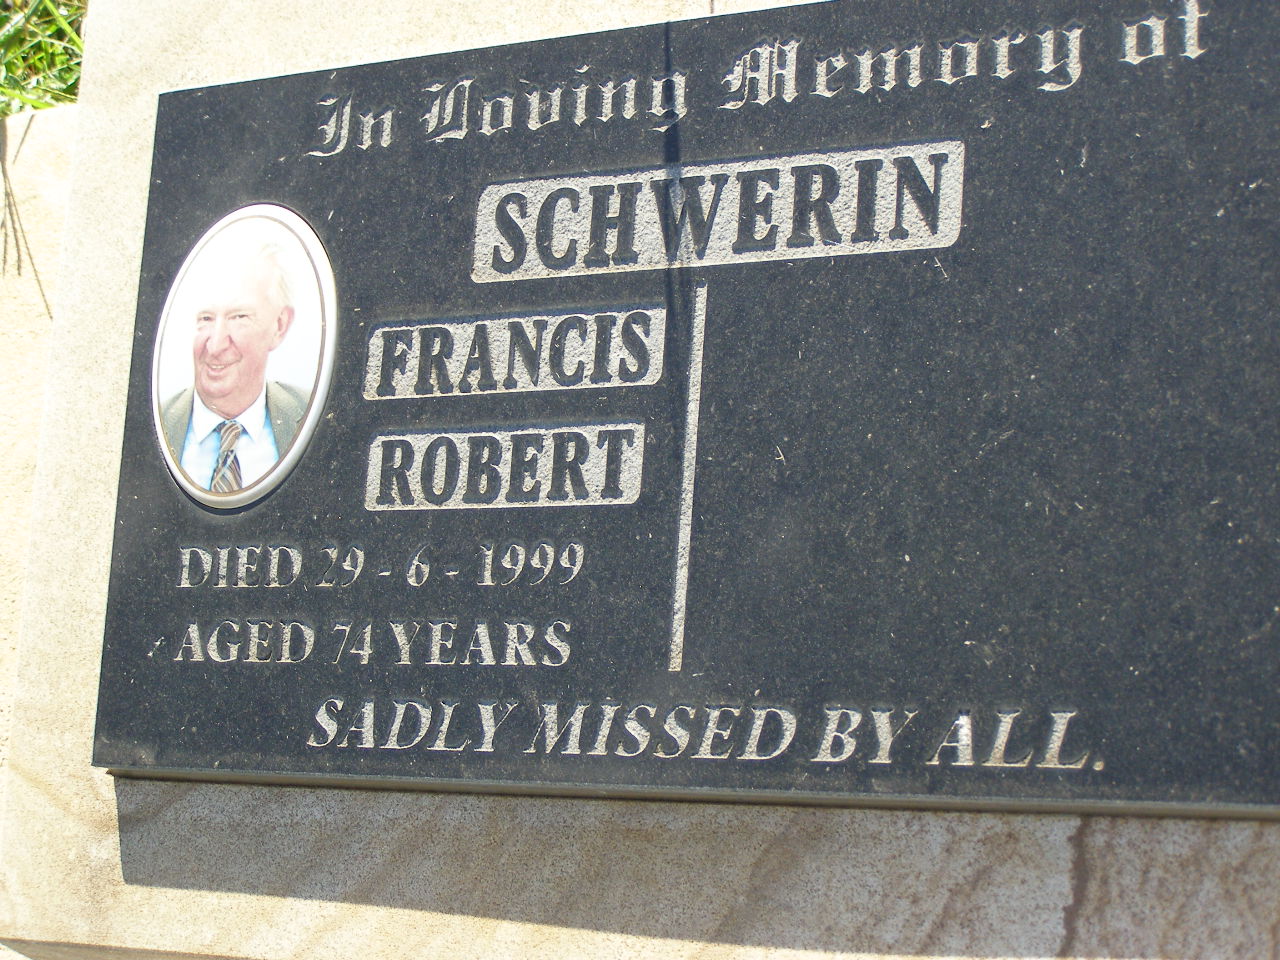 In Loving Memory of
SCHWERIN
FRANCIS
ROBERT
DIED 29-6-1999
AGED 74 YEARS
SADLY MISSED BY ALL.